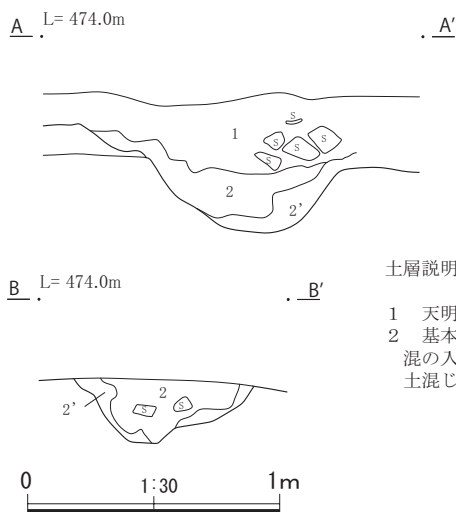 A L= 474.0m A'
S
1 S S S
S
2
2'
B L= 474.0m B'
土層説明
1 天明
2 基本
混の入
土混じ
2
2' S S
0 1:30 1m